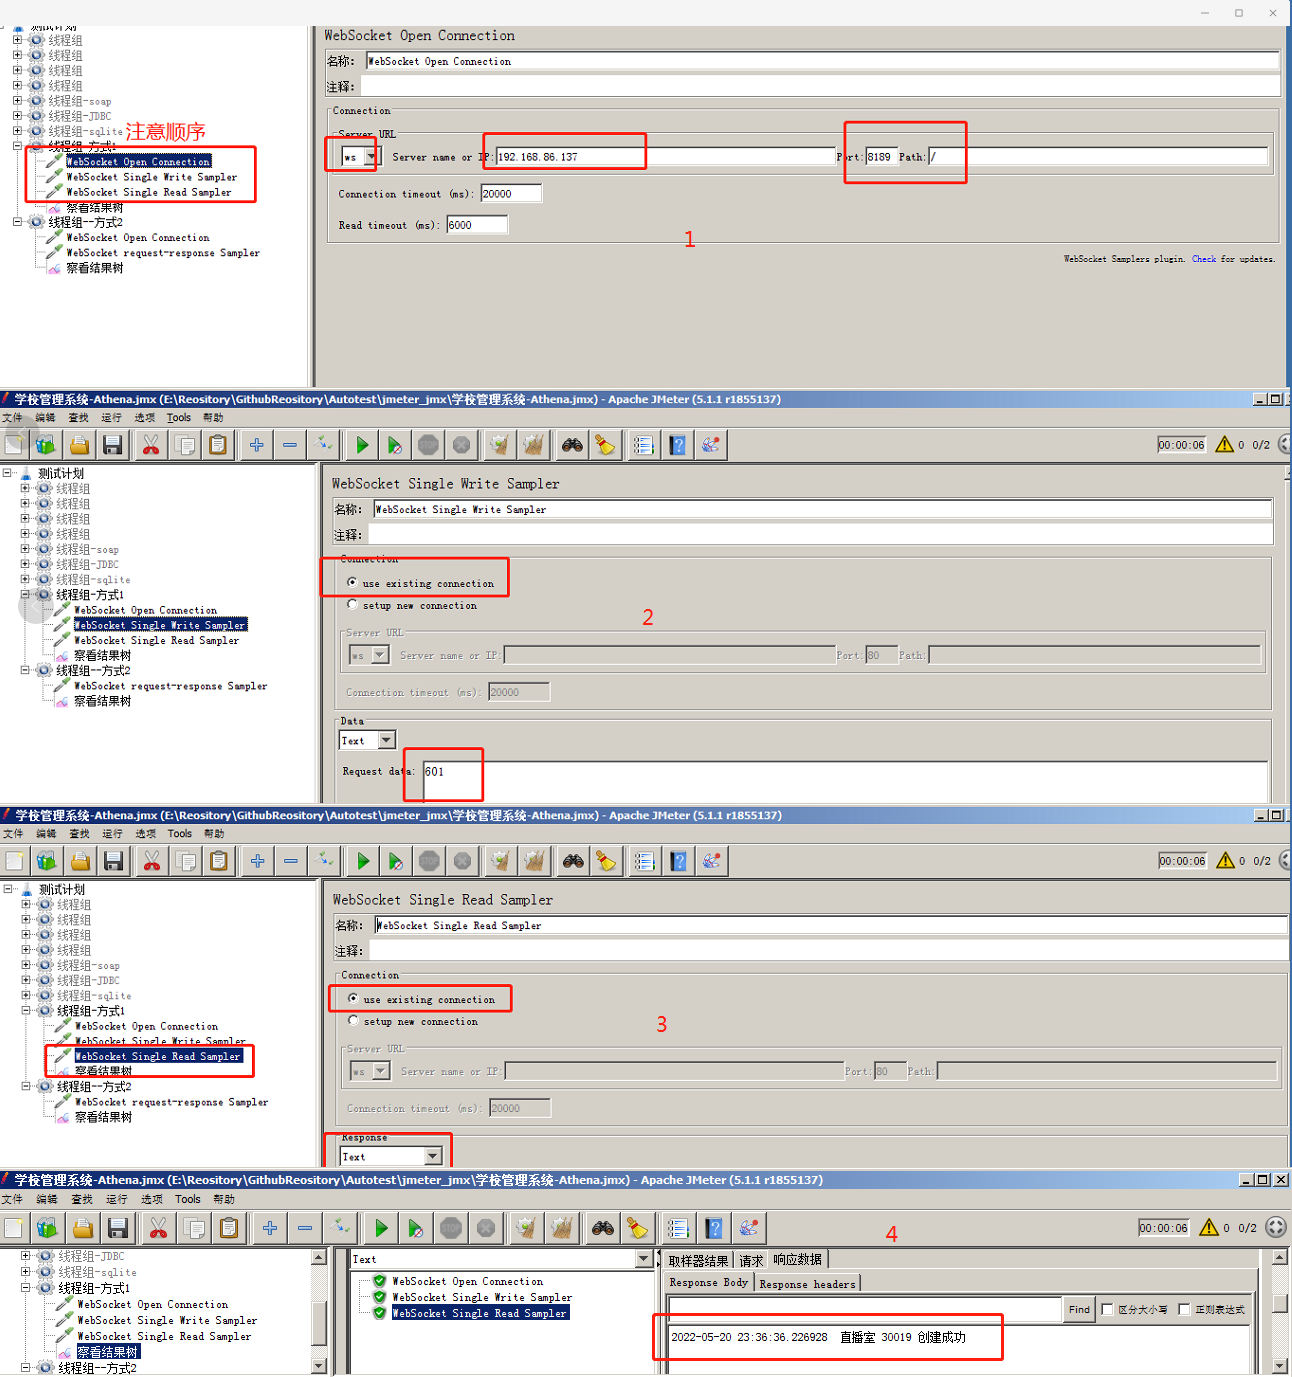 测试计划
线程组
线程组
线程组
线程组
线程组-soap
线程组-JDBC
线程组-sqlite
注意顺序
线程组-方式1
WebSocket Open Connection
WebSocket Single Write Sampler
WebSocket Single Read Sampler
察看结果树
线程组--方式2
WebSocket Open Connection
WebSocket request-response Sampler
察看结果树
WebSocket Open Connection
名称: WebSocket Open Connection
注释:
Connection
Server URL
ws Server name or IP: 192.168.86.137 Port: 8189 Path: /
Connection timeout (ms): 20000
Read timeout (ms): 6000
1
WebSocket Samplers plugin. Check for updates.
学校管理系统-Athena.jmx (E:\Reository\GithubReository\Autotest\jmeter_jmx\学校管理系统-Athena.jmx) - Apache JMeter (5.1.1 r1855137)
文件 编辑 查找 运行 选项 Tools 帮助
STOP
00:00:06 0 0/2
测试计划
线程组
线程组
线程组
线程组
线程组-soap
线程组-JDBC
线程组-sqlite
线程组-方式1
WebSocket Open Connection
WebSocket Single Write Sampler
WebSocket Single Read Sampler
察看结果树
线程组--方式2
WebSocket request-response Sampler
察看结果树
WebSocket Single Write Sampler
名称: WebSocket Single Write Sampler
注释:
Connection
use existing connection
setup new connection
2
Server URL
ws Server name or IP: Port: 80 Path:
Connection timeout (ms): 20000
Data
Text
Request data: 601
学校管理系统-Athena.jmx (E:\Reository\GithubReository\Autotest\jmeter_jmx\学校管理系统-Athena.jmx) - Apache JMeter (5.1.1 r1855137)
文件 编辑 查找 运行 选项 Tools 帮助
STOP
00:00:06 0 0/2
测试计划
线程组
线程组
线程组
线程组
线程组-soap
线程组-JDBC
线程组-sqlite
线程组-方式1
WebSocket Open Connection
WebSocket Single Write Sampler
WebSocket Single Read Sampler
察看结果树
线程组--方式2
WebSocket request-response Sampler
察看结果树
WebSocket Single Read Sampler
名称: WebSocket Single Read Sampler
注释:
Connection
use existing connection
setup new connection
3
Server URL
ws Server name or IP: Port: 80 Path:
Connection timeout (ms): 20000
Response
Text
学校管理系统-Athena.jmx (E:\Reository\GithubReository\Autotest\jmeter_jmx\学校管理系统-Athena.jmx) - Apache JMeter (5.1.1 r1855137)
文件 编辑 查找 运行 选项 Tools 帮助
STOP
4
00:00:06 0 0/2
线程组-JDBC
线程组-sqlite
线程组-方式1
WebSocket Open Connection
WebSocket Single Write Sampler
WebSocket Single Read Sampler
察看结果树
线程组--方式2
Text
WebSocket Open Connection
WebSocket Single Write Sampler
WebSocket Single Read Sampler
取样器结果 请求 响应数据
Response Body Response headers
Find 区分大小写 正则表达式
2022-05-20 23:36:36.226928 直播室 30019 创建成功